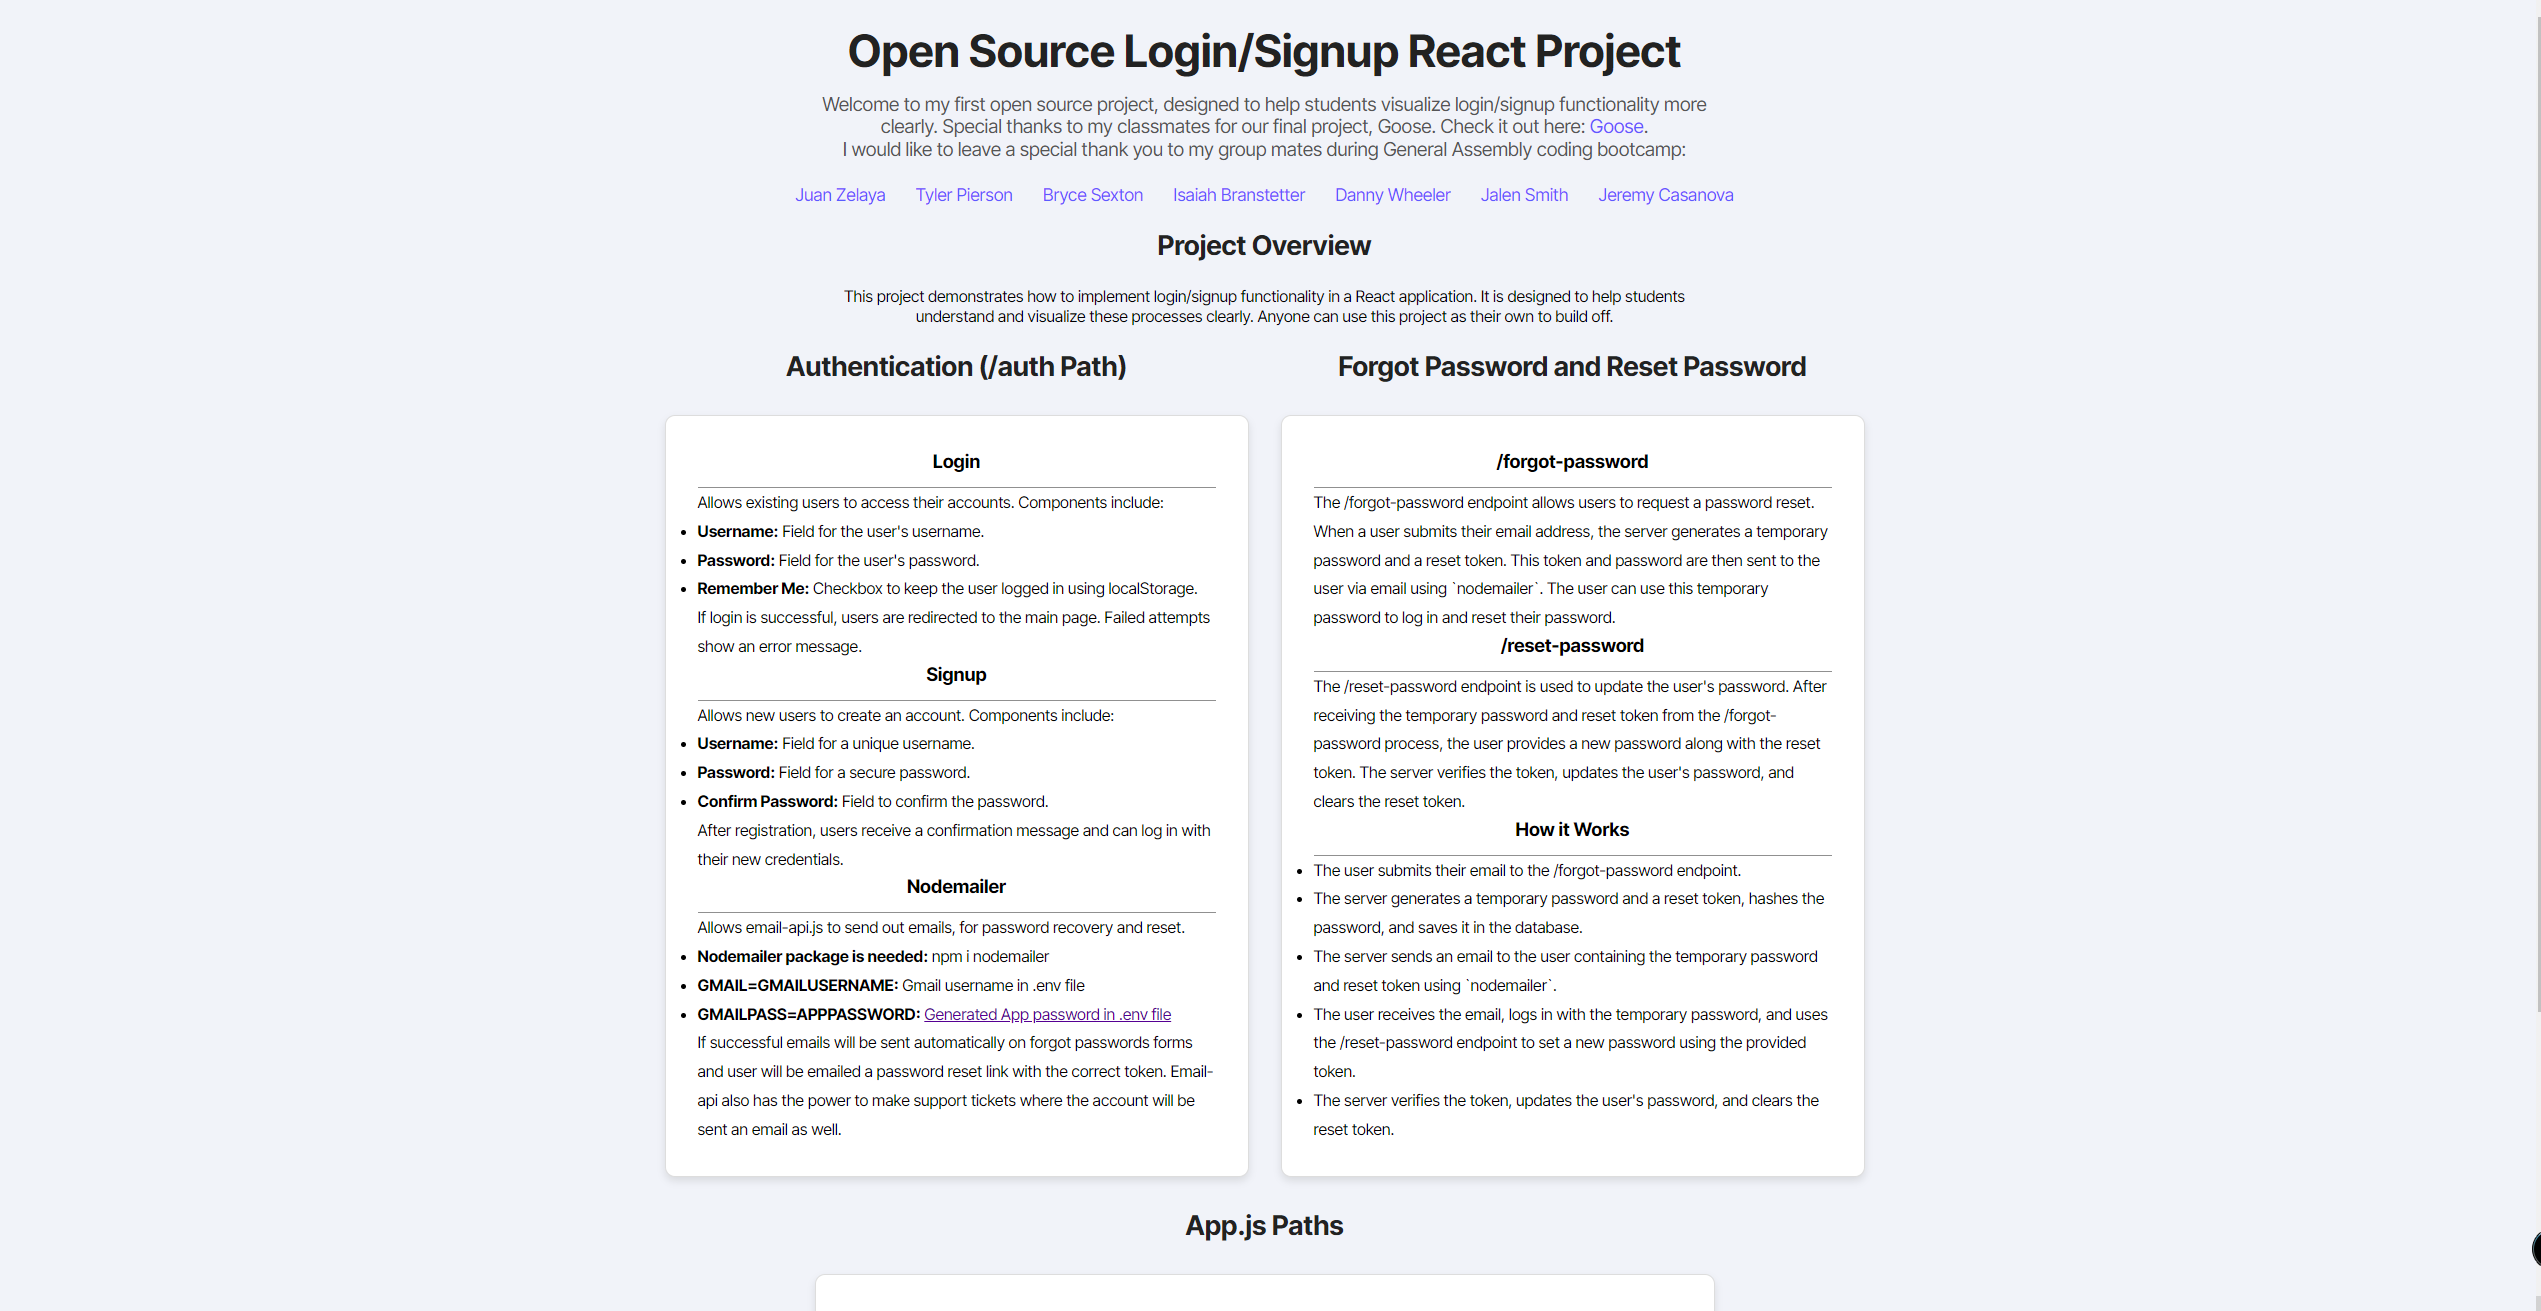 Open Source Login/Signup React Project
Welcome to my first open source project, designed to help students visualize login/signup functionality more
clearly. Special thanks to my classmates for our final project, Goose. Check it out here: Goose.
I would like to leave a special thank you to my group mates during General Assembly coding bootcamp:
Juan Zelaya Tyler Pierson Bryce Sexton Isaiah Branstetter Danny Wheeler Jalen Smith Jeremy Casanova
Project Overview
This project demonstrates how to implement login/signup functionality in a React application. It is designed to help students
understand and visualize these processes clearly. Anyone can use this project as their own to build off.
Authentication (/auth Path)
Login
Allows existing users to access their accounts. Components include:
• Username: Field for the user's username.
• Password: Field for the user's password.
• Remember Me: Checkbox to keep the user logged in using localStorage.
If login is successful, users are redirected to the main page. Failed attempts
show an error message.
Signup
Allows new users to create an account. Components include:
• Username: Field for a unique username.
• Password: Field for a secure password.
• Confirm Password: Field to confirm the password.
After registration, users receive a confirmation message and can log in with
their new credentials.
Nodemailer
Allows email-api.js to send out emails, for password recovery and reset.
• Nodemailer package is needed: npm i nodemailer
• GMAIL=GMAILUSERNAME: Gmail username in .env file
• GMAILPASS=APPPASSWORD: Generated App password in .env file
If successful emails will be sent automatically on forgot passwords forms
and user will be emailed a password reset link with the correct token. Email-
api also has the power to make support tickets where the account will be
sent an email as well.
Forgot Password and Reset Password
/forgot-password
The /forgot-password endpoint allows users to request a password reset.
When a user submits their email address, the server generates a temporary
password and a reset token. This token and password are then sent to the
user via email using `nodemailer`. The user can use this temporary
password to log in and reset their password.
/reset-password
The /reset-password endpoint is used to update the user's password. After
receiving the temporary password and reset token from the /forgot-
password process, the user provides a new password along with the reset
token. The server verifies the token, updates the user's password, and
clears the reset token.
How it Works
• The user submits their email to the /forgot-password endpoint.
• The server generates a temporary password and a reset token, hashes the
password, and saves it in the database.
• The server sends an email to the user containing the temporary password
and reset token using `nodemailer`.
• The user receives the email, logs in with the temporary password, and uses
the /reset-password endpoint to set a new password using the provided
token.
• The server verifies the token, updates the user's password, and clears the
reset token.
App.js Paths